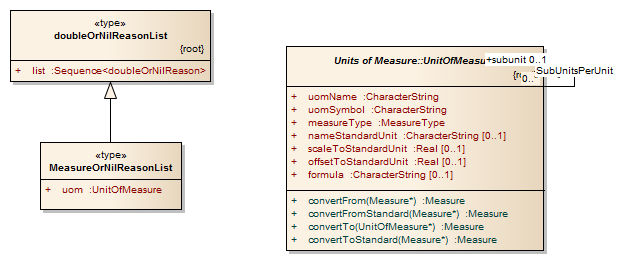 «type»
doubleOrNilReasonList
{root}
+ list :Sequence<doubleOrNilReason>
«type»
MeasureOrNilReasonList
+ uom :UnitOfMeasure
Units of Measure::UnitOfMeasu
+subunit 0..1
+SubUnitsPerUnit
0..
+ uomName :CharacterString
+ uomSymbol :CharacterString
+ measureType :MeasureType
+ nameStandardUnit :CharacterString [0..1]
+ scaleToStandardUnit :Real [0..1]
+ offsetToStandardUnit :Real [0..1]
+ formula :CharacterString [0..1]
+ convertFrom(Measure*) :Measure
+ convertFromStandard(Measure*) :Measure
+ convertTo(UnitOfMeasure*) :Measure
+ convertToStandard(Measure*) :Measure